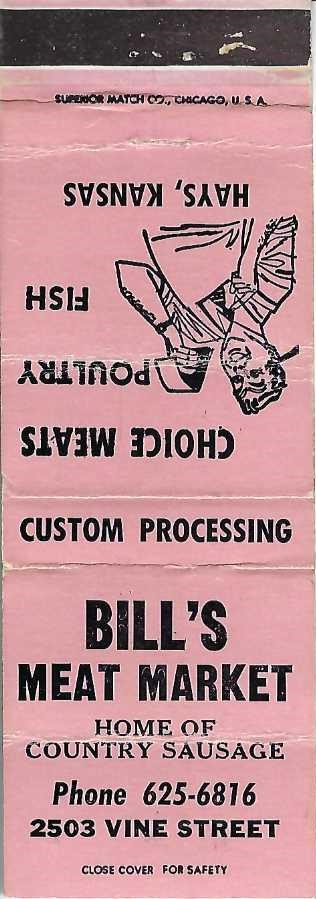 SUPERIOR MATCH CO., CHICAGO, U.S.A.
CHOICE MEATS
POULTRY
FISH
HAYS, KANSAS
CUSTOM PROCESSING
BILL'S
MEAT MARKET
HOME OF
COUNTRY SAUSAGE
Phone 625-6816
2503 VINE STREET
CLOSE COVER FOR SAFETY